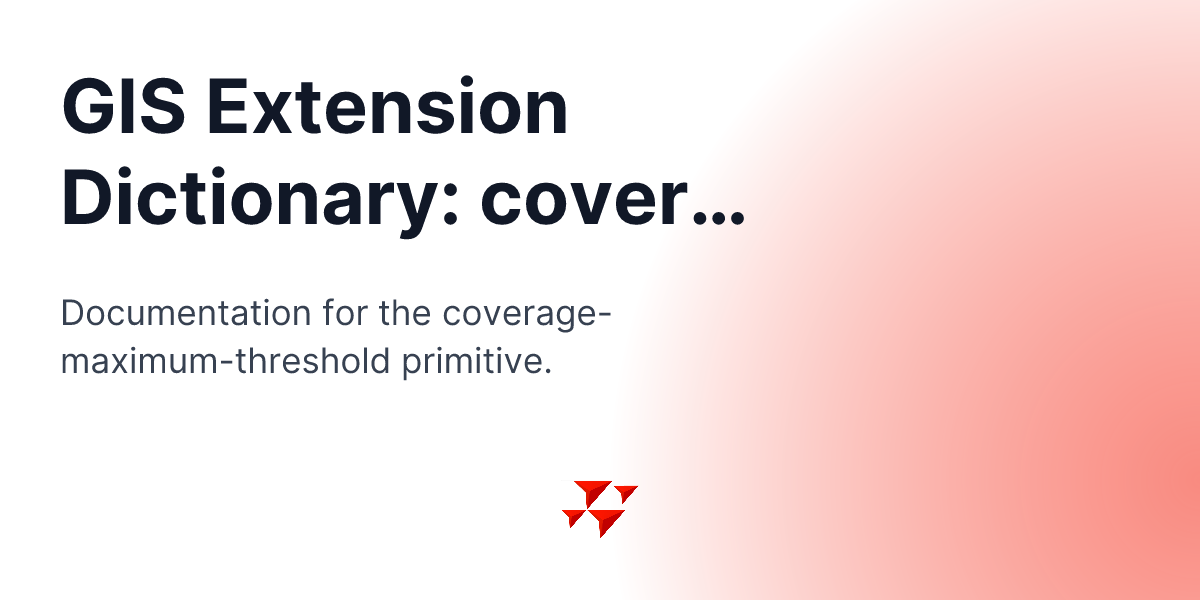 GIS Extension
Dictionary: cover...
Documentation for the coverage-
maximum-threshold primitive.